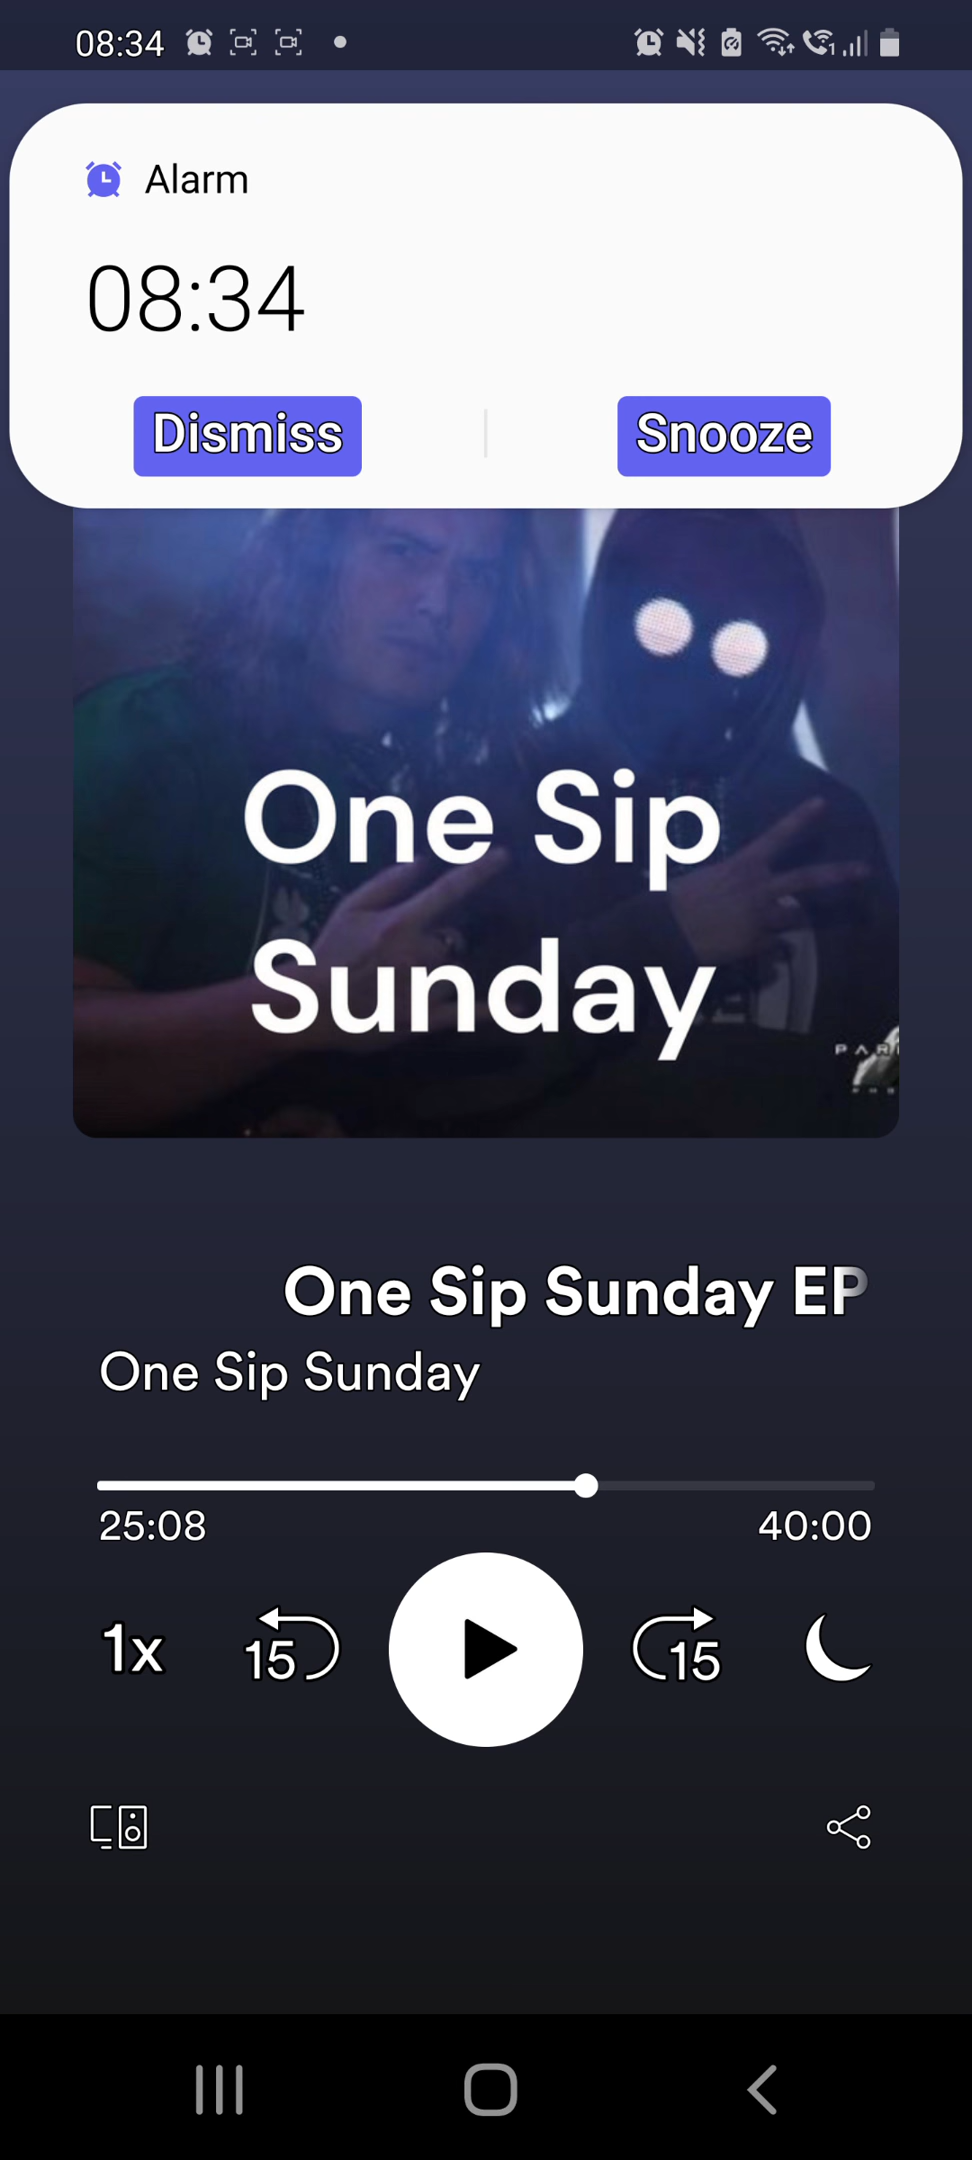 08:34
Alarm
08:34
Dismiss
Snooze
One Sip
Sunday
One Sip Sunday EP
One Sip Sunday
25:08
40:00
1x
15
15